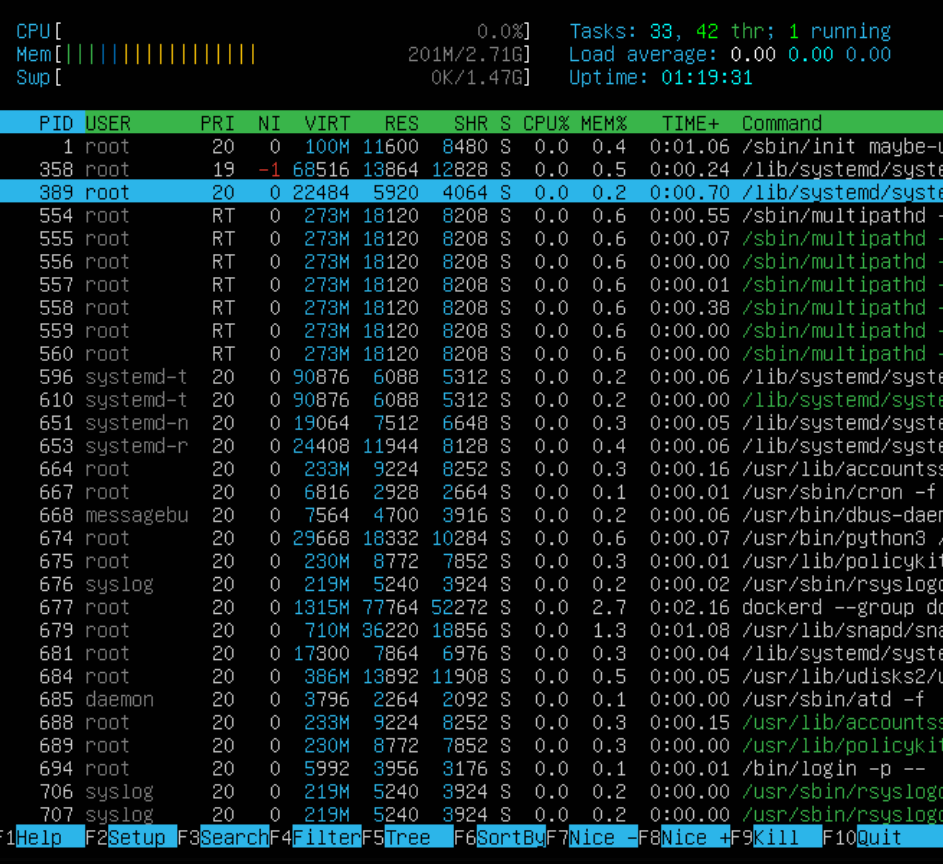 CPU[ 0.0%] Tasks: 33, 42 thr; 1 running
Mem[|||||||||||||||||| 201M/2.71G] Load average: 0.00 0.00 0.00
Swp[ 0K/1.47G] Uptime: 01:19:31
PID USER PRI NI VIRT RES SHR S CPU% MEM% TIME+ Command
1 root 20 0 100M 11600 8480 S 0.0 0.4 0:01.06 /sbin/init maybe-u
358 root 19 -1 68516 13864 12828 S 0.0 0.5 0:00.24 /lib/systemd/syste
389 root 20 0 22484 5920 4064 S 0.0 0.2 0:00.70 /lib/systemd/syste
554 root RT 0 273M 18120 8208 S 0.0 0.6 0:00.55 /sbin/multipathd -
555 root RT 0 273M 18120 8208 S 0.0 0.6 0:00.07 /sbin/multipathd -
556 root RT 0 273M 18120 8208 S 0.0 0.6 0:00.00 /sbin/multipathd -
557 root RT 0 273M 18120 8208 S 0.0 0.6 0:00.01 /sbin/multipathd -
558 root RT 0 273M 18120 8208 S 0.0 0.6 0:00.38 /sbin/multipathd -
559 root RT 0 273M 18120 8208 S 0.0 0.6 0:00.00 /sbin/multipathd -
560 root RT 0 273M 18120 8208 S 0.0 0.6 0:00.00 /sbin/multipathd -
596 systemd-t 20 0 90876 6088 5312 S 0.0 0.2 0:00.06 /lib/systemd/syste
610 systemd-t 20 0 90876 6088 5312 S 0.0 0.2 0:00.00 /lib/systemd/syste
651 systemd-n 20 0 19064 7512 6648 S 0.0 0.3 0:00.05 /lib/systemd/syste
653 systemd-r 20 0 24408 11944 8128 S 0.0 0.4 0:00.06 /lib/systemd/syste
664 root 20 0 233M 9224 8252 S 0.0 0.3 0:00.16 /usr/lib/accountss
667 root 20 0 6816 2928 2664 S 0.0 0.1 0:00.01 /usr/sbin/cron -f
668 messagebu 20 0 7564 4700 3916 S 0.0 0.2 0:00.06 /usr/bin/dbus-daem
674 root 20 0 29668 18332 10284 S 0.0 0.6 0:00.07 /usr/bin/python3 /
675 root 20 0 230M 8772 7852 S 0.0 0.3 0:00.01 /usr/lib/policykit
676 syslog 20 0 219M 5240 3924 S 0.0 0.2 0:00.02 /usr/sbin/rsyslogd
677 root 20 0 1315M 77764 52272 S 0.0 2.7 0:02.16 dockerd --group do
679 root 20 0 710M 36220 18856 S 0.0 1.3 0:01.08 /usr/lib/snapd/sna
681 root 20 0 17300 7864 6976 S 0.0 0.3 0:00.04 /lib/systemd/syste
684 root 20 0 386M 13892 11908 S 0.0 0.5 0:00.05 /usr/lib/udisks2/u
685 daemon 20 0 3796 2264 2092 S 0.0 0.1 0:00.00 /usr/sbin/atd -f
688 root 20 0 233M 9224 8252 S 0.0 0.3 0:00.15 /usr/lib/accountss
689 root 20 0 230M 8772 7852 S 0.0 0.3 0:00.00 /usr/lib/policykit
694 root 20 0 5992 3956 3176 S 0.0 0.1 0:00.01 /bin/login -p --
706 syslog 20 0 219M 5240 3924 S 0.0 0.2 0:00.00 /usr/sbin/rsyslogd
707 syslog 20 0 219M 5240 3924 S 0.0 0.2 0:00.00 /usr/sbin/rsyslogd
F1Help F2Setup F3SearchF4FilterF5Tree F6SortByF7Nice -F8Nice +F9Kill F10Quit